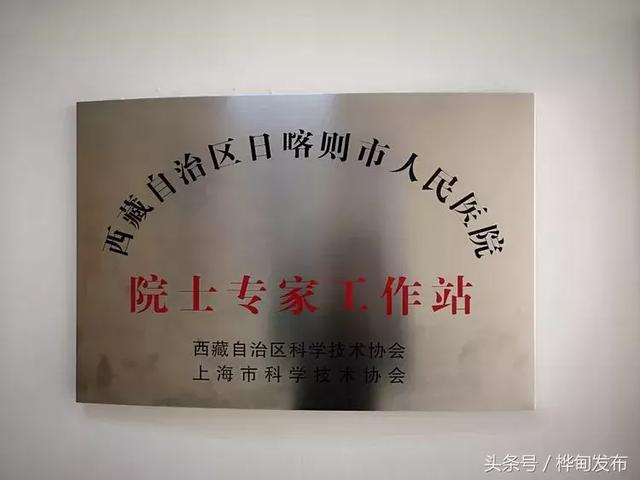 西藏自治区日喀则市人民医院
院士专家工作站
西藏自治区科学技术协会
上海市科学技术协会
头条号／桦甸发布